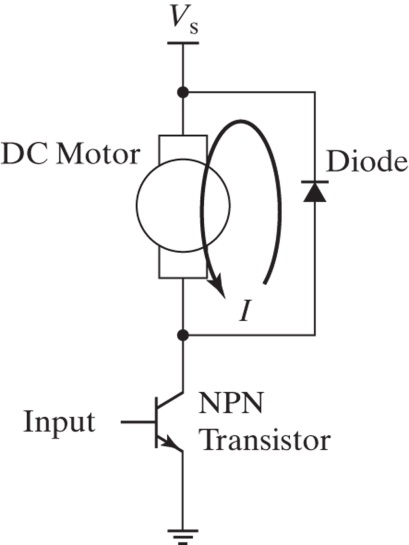 Vs
DC Motor
Diode
I
NPN
Input
Transistor